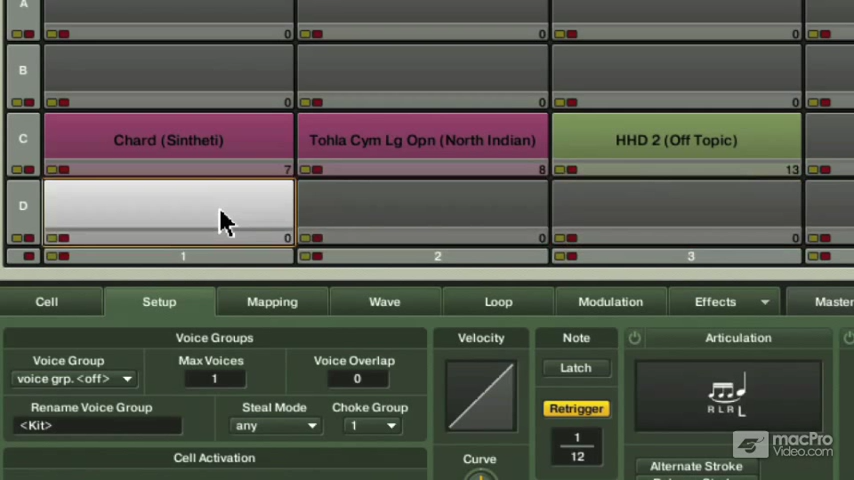 A
0 0 0
B
0 0 0
C Chard (Sintheti) Tohla Cym Lg Opn (North Indian) HHD 2 (Off Topic)
7 8 13
D
0 0 0
1 2 3
Cell Setup Mapping Wave Loop Modulation Effects Master
Voice Groups Velocity Note Articulation
Voice Group Max Voices Voice Overlap
voice grp. <off> 1 0 Latch
Rename Voice Group Steal Mode Choke Group Retrigger
<Kit> any 1 1
12
R L R L
macPro
Video.com
Cell Activation Curve Alternate Stroke